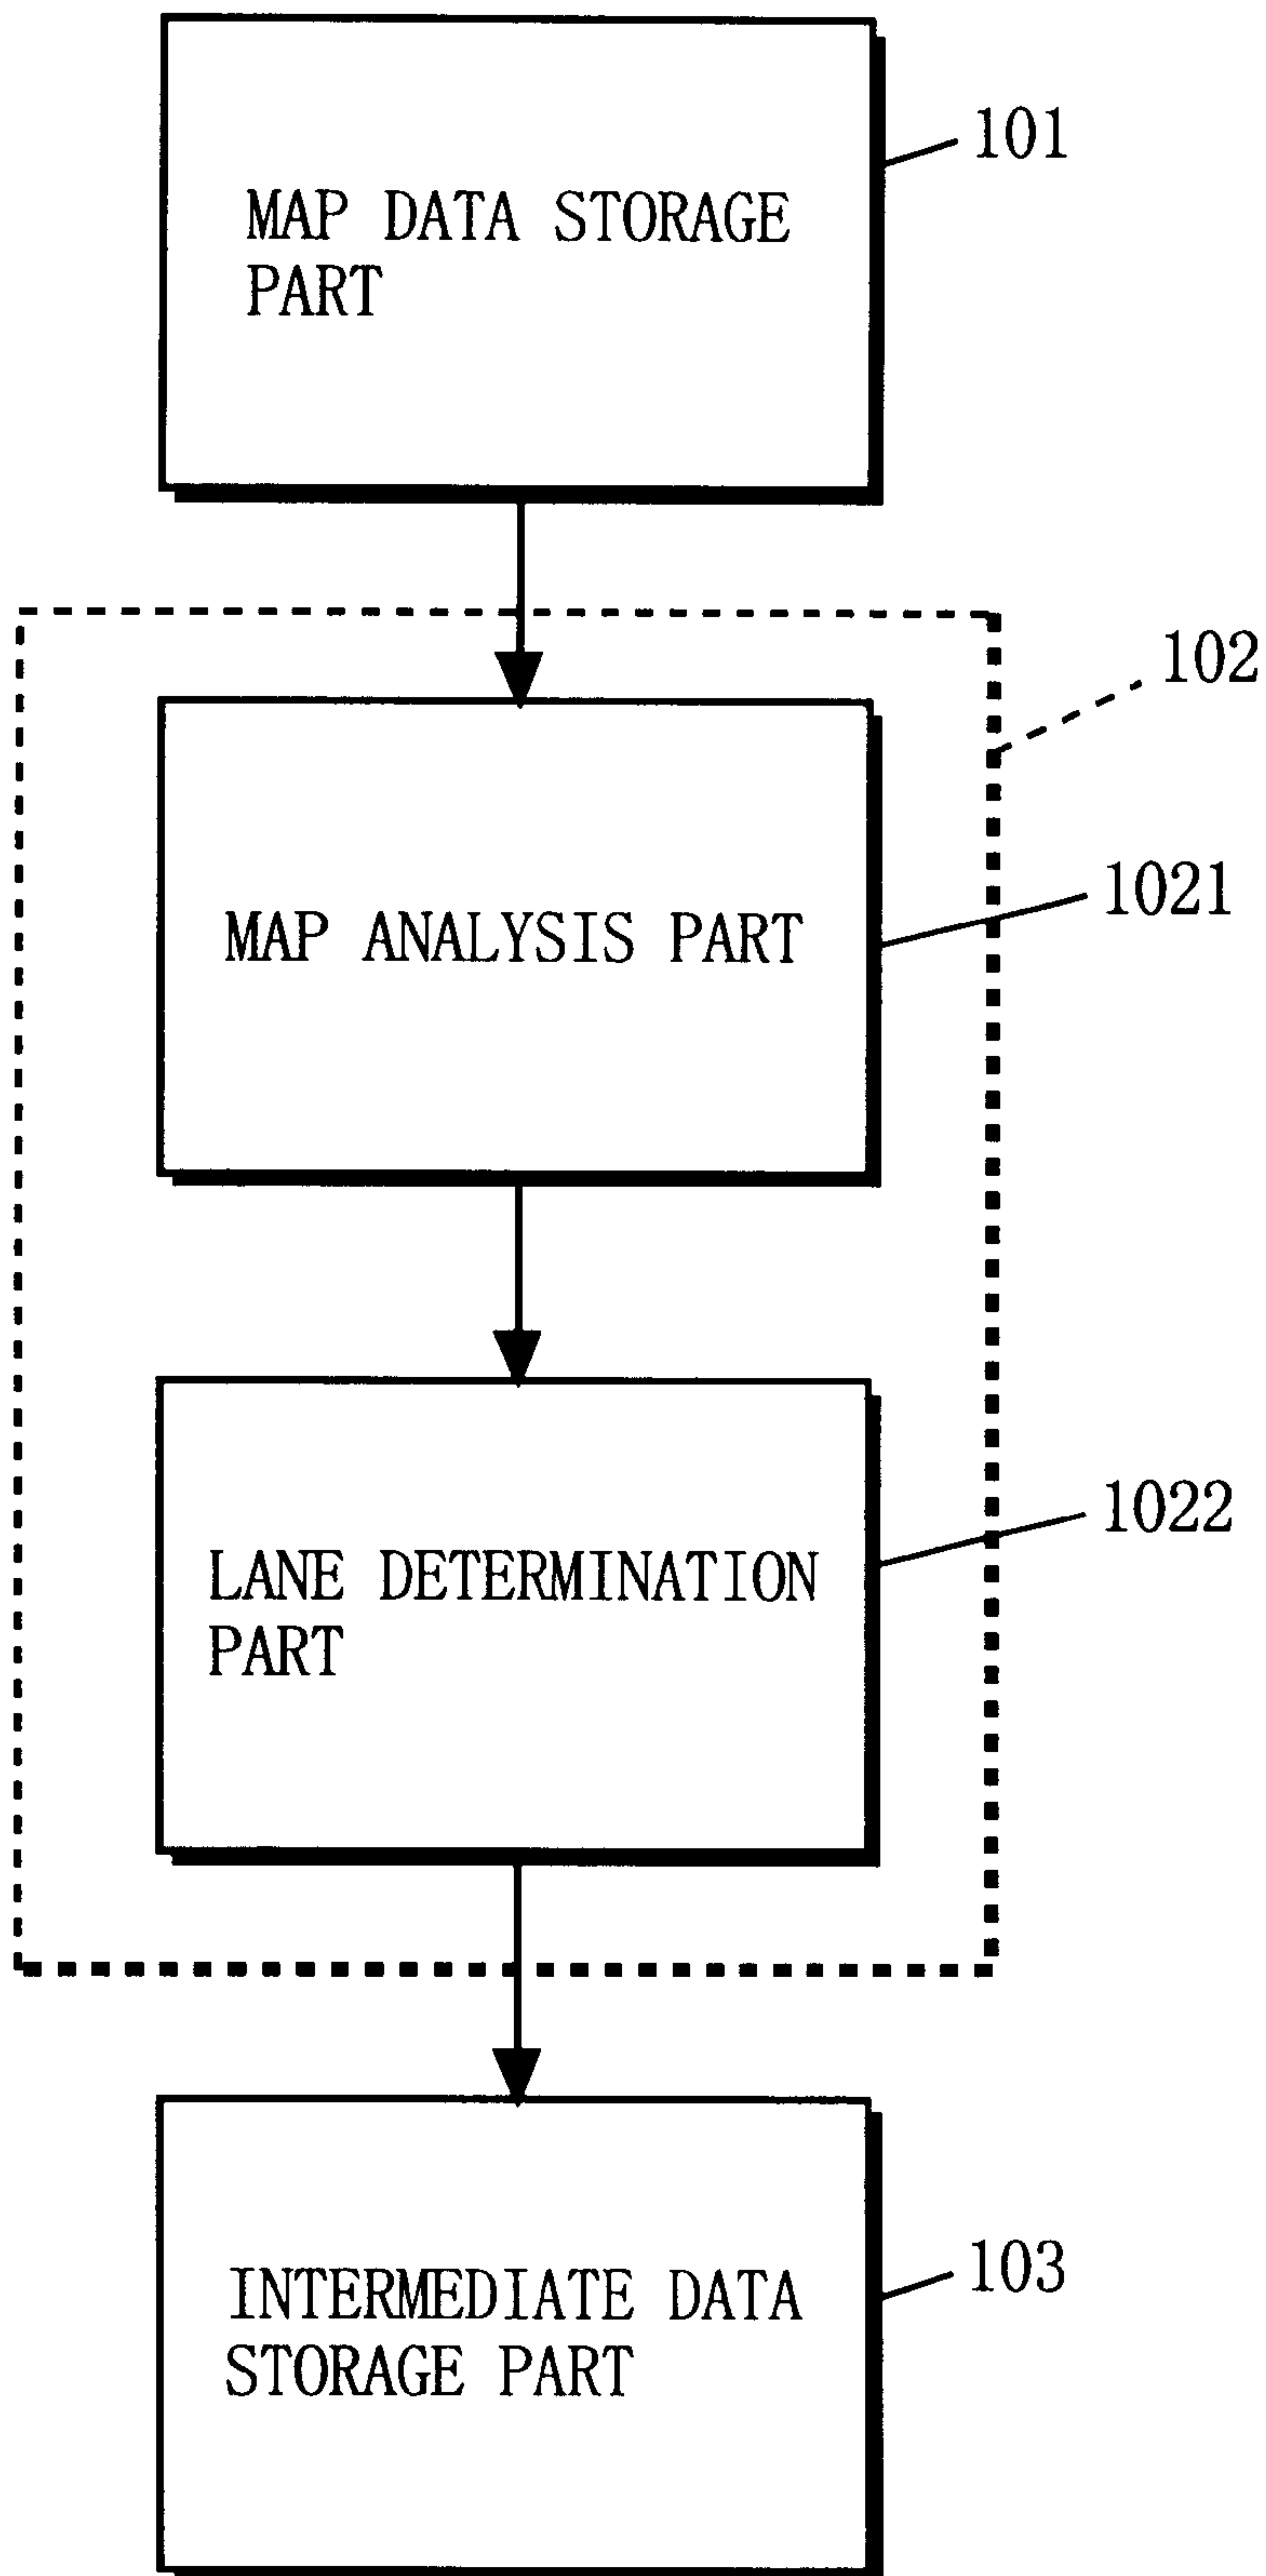 101
MAP DATA STORAGE
PART
102
1021
MAP ANALYSIS PART
1022
LANE DETERMINATION
PART
103
INTERMEDIATE DATA
STORAGE PART